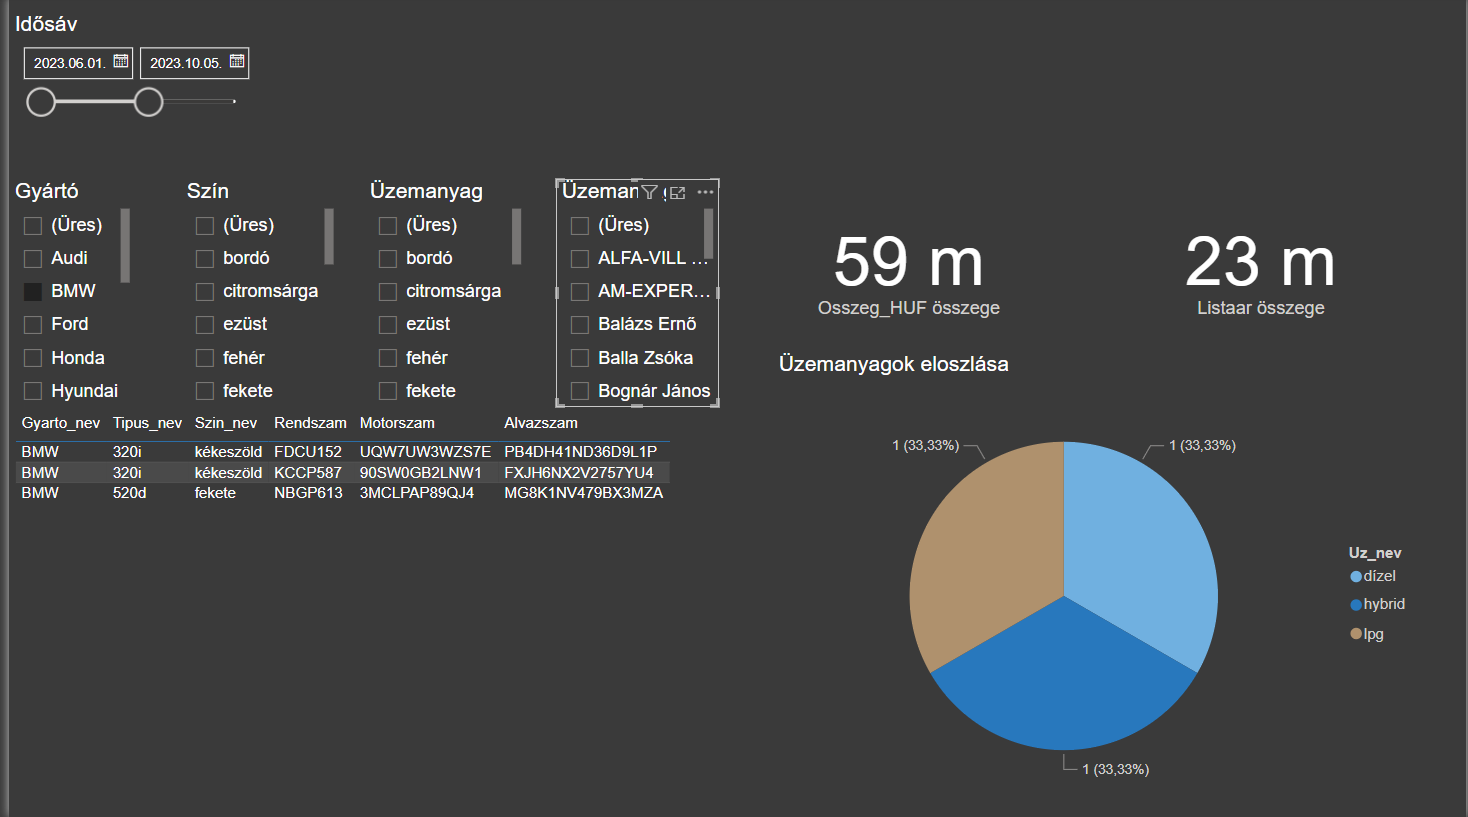 Idősáv
2023.06.01. 2023.10.05.
Gyártó
(Üres)
Audi
BMW
Ford
Honda
Hyundai
Szín
(Üres)
bordó
citromsárga
ezüst
fehér
fekete
Üzemanyag
(Üres)
bordó
citromsárga
ezüst
fehér
fekete
Üzeman
(Üres)
ALFA-VILL ...
AM-EXPER...
Balázs Ernő
Balla Zsóka
Bognár János
59 m
Osszeg_HUF összege
23 m
Listaar összege
Gyarto_nev Tipus_nev Szin_nev Rendszam Motorszam Alvazszam
BMW 320i kékeszöld FDCU152 UQW7UW3WZS7E PB4DH41ND36D9L1P
BMW 320i kékeszöld KCCP587 90SW0GB2LNW1 FXJH6NX2V2757YU4
BMW 520d fekete NBGP613 3MCLPAP89QJ4 MG8K1NV479BX3MZA
Üzemanyagok eloszlása
1 (33,33%)
1 (33,33%)
1 (33,33%)
Uz_nev
dízel
hybrid
lpg